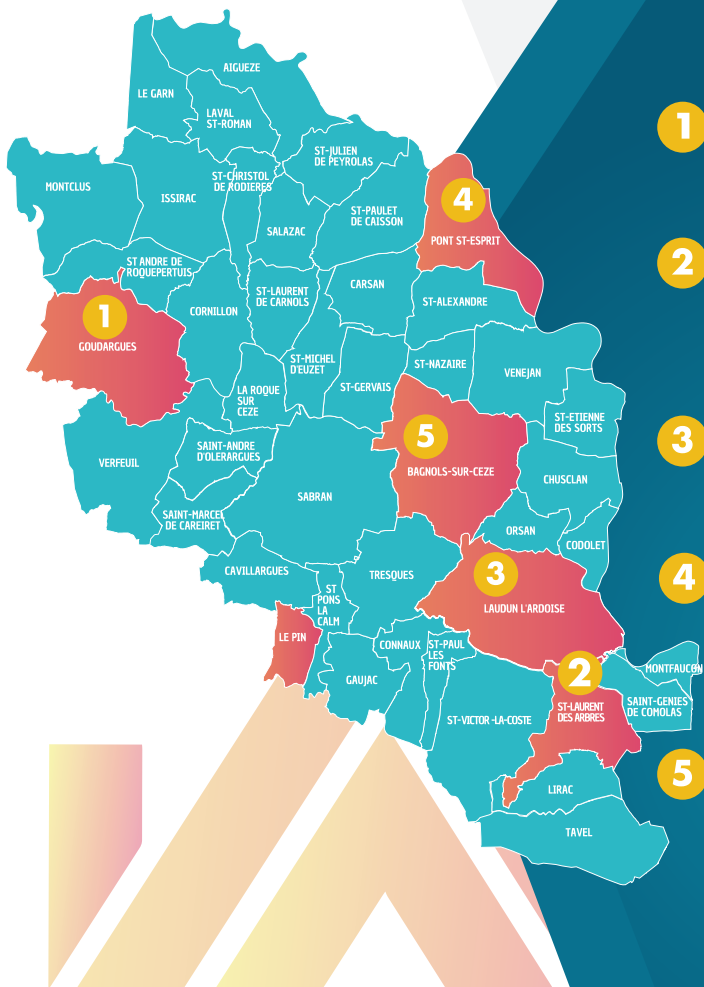 AIGUEZE
LE GARN
LAVAL
ST-ROMAN
1
ST-JULIEN
DE PEYROLAS
ST-CHRISTOL
DE RODIERES
MONTCLUS
ISSIRAC
4
ST-PAULET
DE CAISSON
SALAZAC
PONT ST-ESPRIT
2
ST ANDRE DE
ROQUEPERTUIS
CARSAN
ST-LAURENT
DE CARNOLS
ST-ALEXANDRE
CORNILLON
1
GOUDARGUES
ST-MICHEL
D'EUZET
ST-NAZAIRE
VENEJAN
ST-GERVAIS
LA ROQUE
SUR
CEZE
ST-ETIENNE
DES SORTS
5
3
SAINT-ANDRE
D'OLERARGUES
VERFEUIL
BAGNOLS-SUR-CEZE
CHUSCLAN
SABRAN
SAINT-MARCEL
DE CAREIRET
ORSAN
CODOLET
CAVILLARGUES
TRESQUES
3
4
ST
PONS
LA
CALM
LAUDUN L'ARDOISE
LE PIN
CONNAUX
ST-PAUL
LES
FONTS
2
MONTFAUCON
GAUJAC
SAINT-GENIES
DE COMOLAS
ST-LAURENT
DES ARBRES
ST-VICTOR -LA-COSTE
5
LIRAC
TAVEL